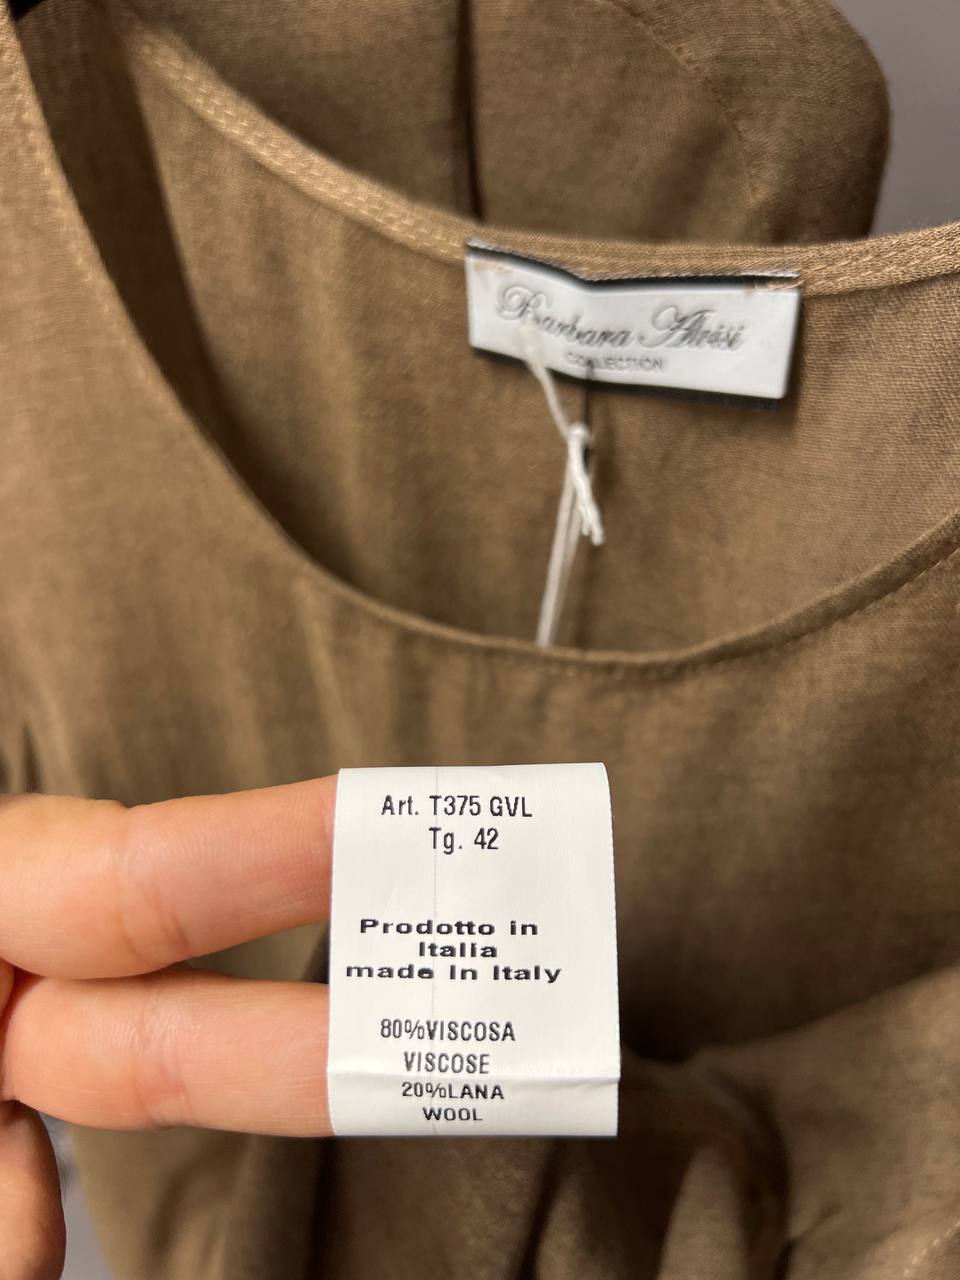 Barbara Alvisi
COLLECTION
Art. T375 GVL
Tg. 42
Prodotto in
Italia
made In Italy
80%VISCOSA
VISCOSE
20%LANA
WOOL